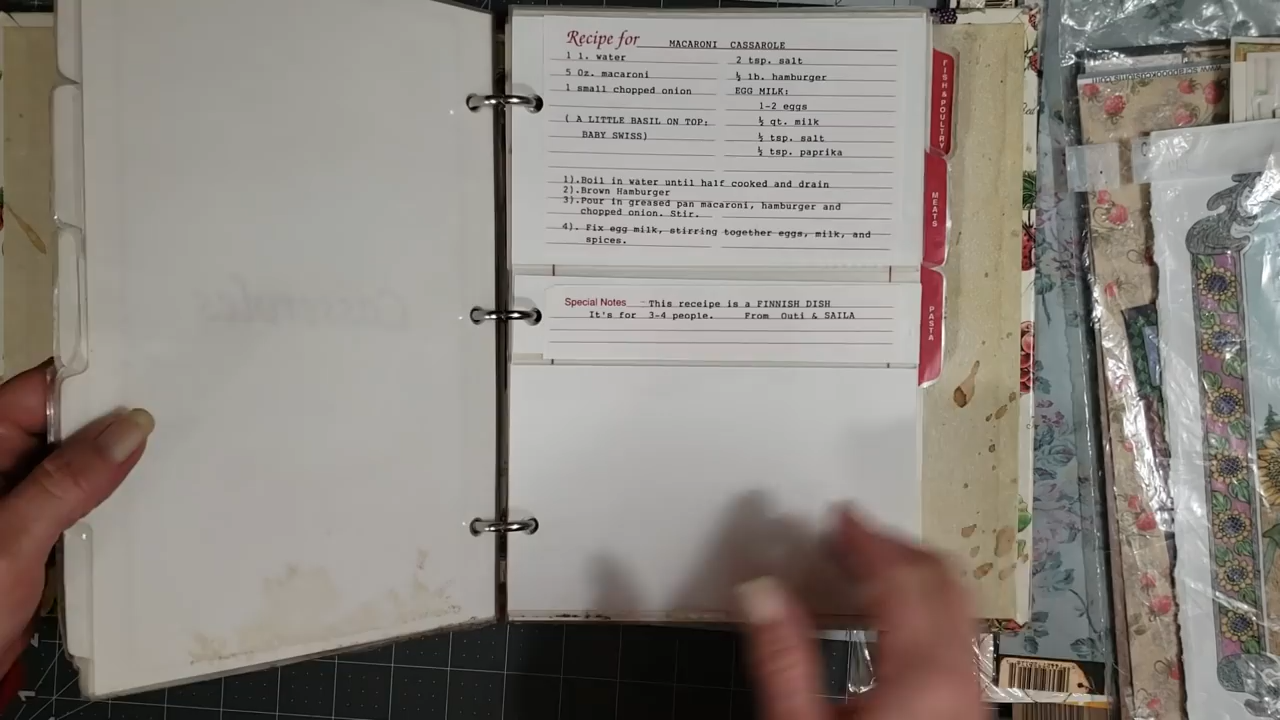 Recipe for MACARONI CASSAROLE
1 l. water
5 Oz. macaroni
1 small chopped onion
( A LITTLE BASIL ON TOP:
BABY SWISS)
2 tsp. salt
½ lb. hamburger
EGG MILK:
1-2 eggs
½ qt. milk
½ tsp. salt
½ tsp. paprika
1).Boil in water until half cooked and drain
2).Brown Hamburger
3).Pour in greased pan macaroni, hamburger and
chopped onion. Stir.
4). Fix egg milk, stirring together eggs, milk, and
spices.
Special Notes This receipe is a FINNISH DISH
It's for 3-4 people. From Outi & SAILA
FISH & POULTRY
MEATS
PASTA
Casseroles